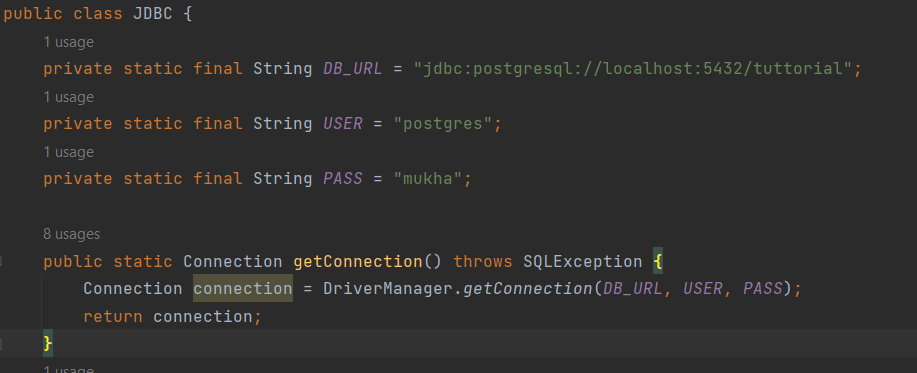 public class JDBC {
1 usage
private static final String DB_URL = "jdbc:postgresql://localhost:5432/tuttorial";
1 usage
private static final String USER = "postgres";
1 usage
private static final String PASS = "mukha";
8 usages
public static Connection getConnection() throws SQLException {
Connection connection = DriverManager.getConnection(DB_URL, USER, PASS);
return connection;
}
1 usage